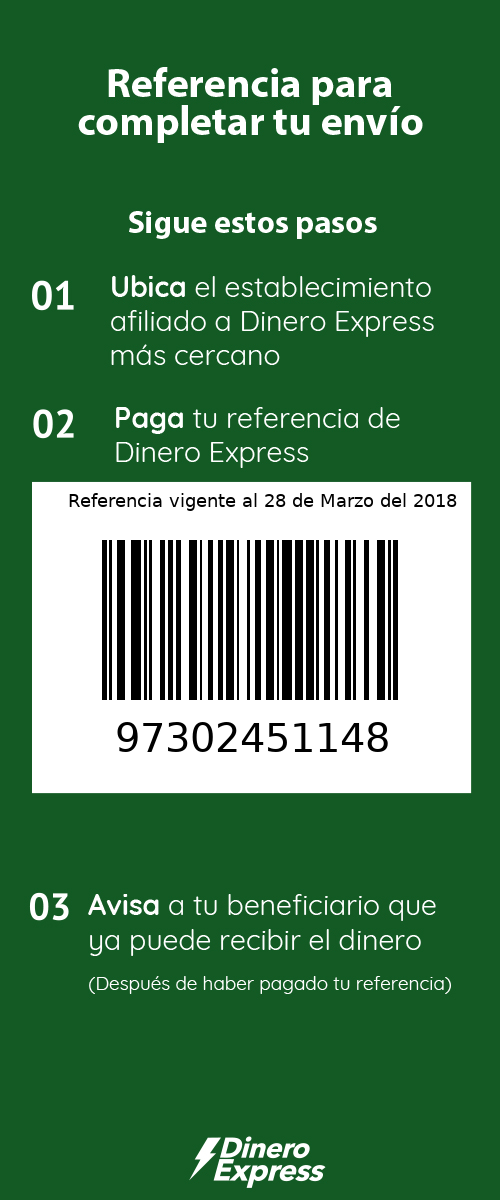 Referencia para
completar tu envío
Sigue estos pasos
01 Ubica el establecimiento
afiliado a Dinero Express
más cercano
02 Paga tu referencia de
Dinero Express
Referencia vigente al 28 de Marzo del 2018
97302451148
03 Avisa a tu beneficiario que
ya puede recibir el dinero
(Después de haber pagado tu referencia)
Dinero
Express